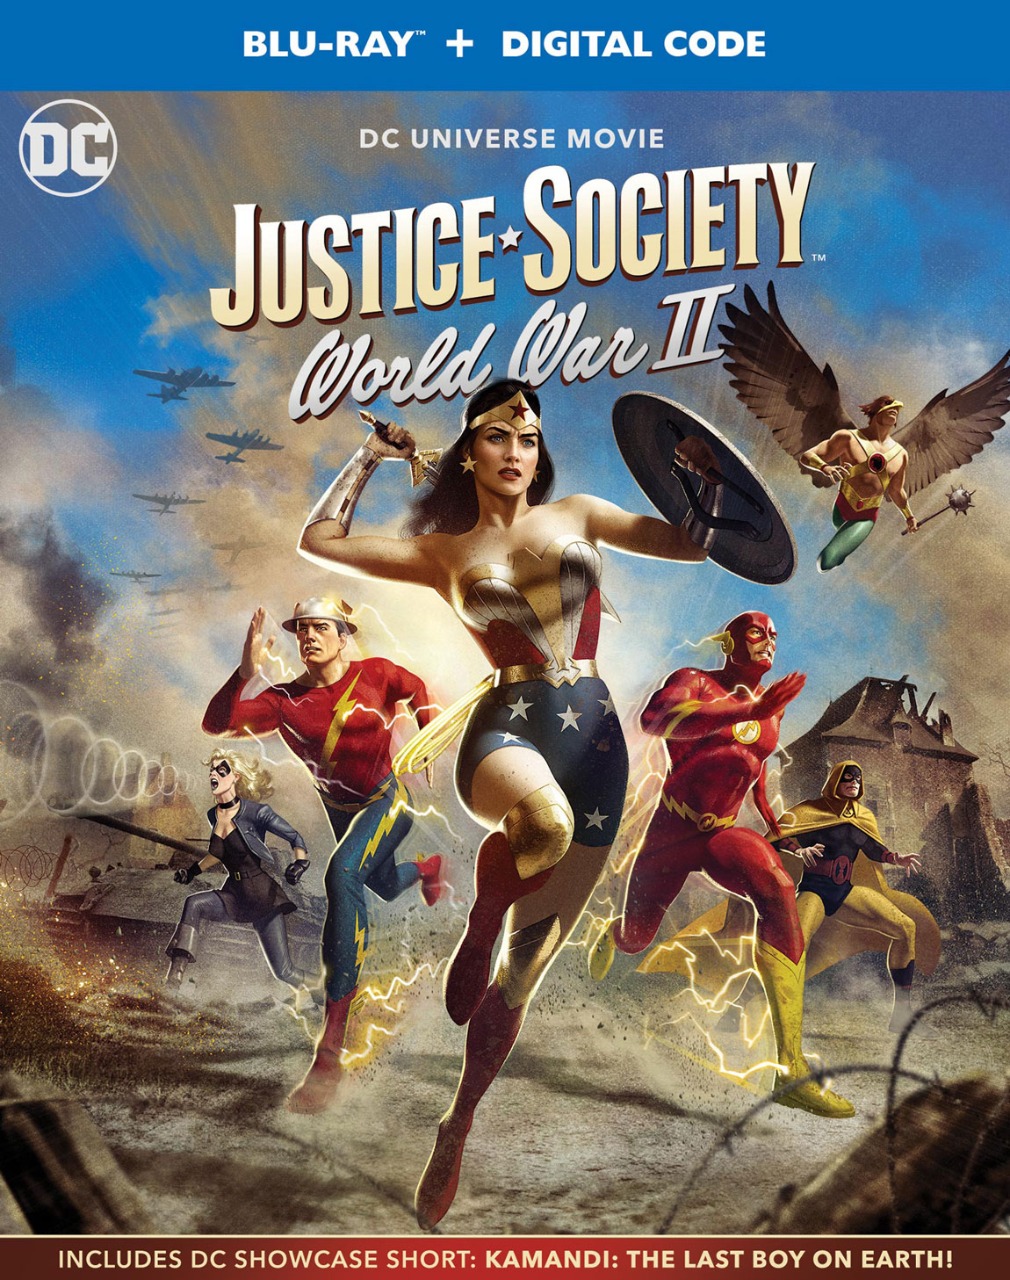 BLU-RAY™ + DIGITAL CODE
DC
DC UNIVERSE MOVIE
JUSTICE★SOCIETY™
World War II
INCLUDES DC SHOWCASE SHORT: KAMANDI: THE LAST BOY ON EARTH!